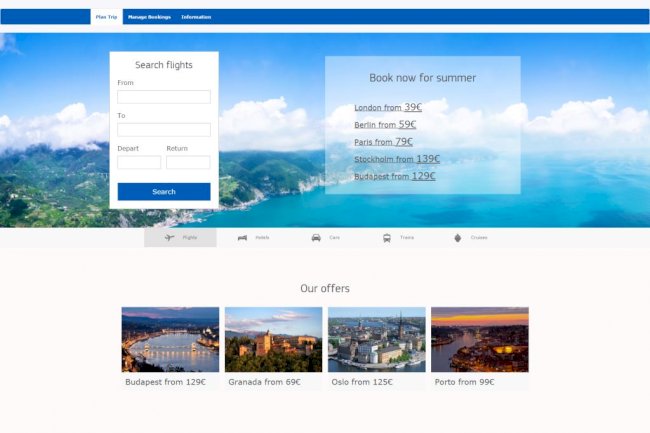 Plan Trip Manage Bookings Information
Search flights
From
To
Depart Return
Search
Book now for summer
London from 39€
Berlin from 59€
Paris from 79€
Stockholm from 139€
Budapest from 129€
Flights Hotels Cars Trains Cruises
Our offers
Budapest from 129€
Granada from 69€
Oslo from 125€
Porto from 99€